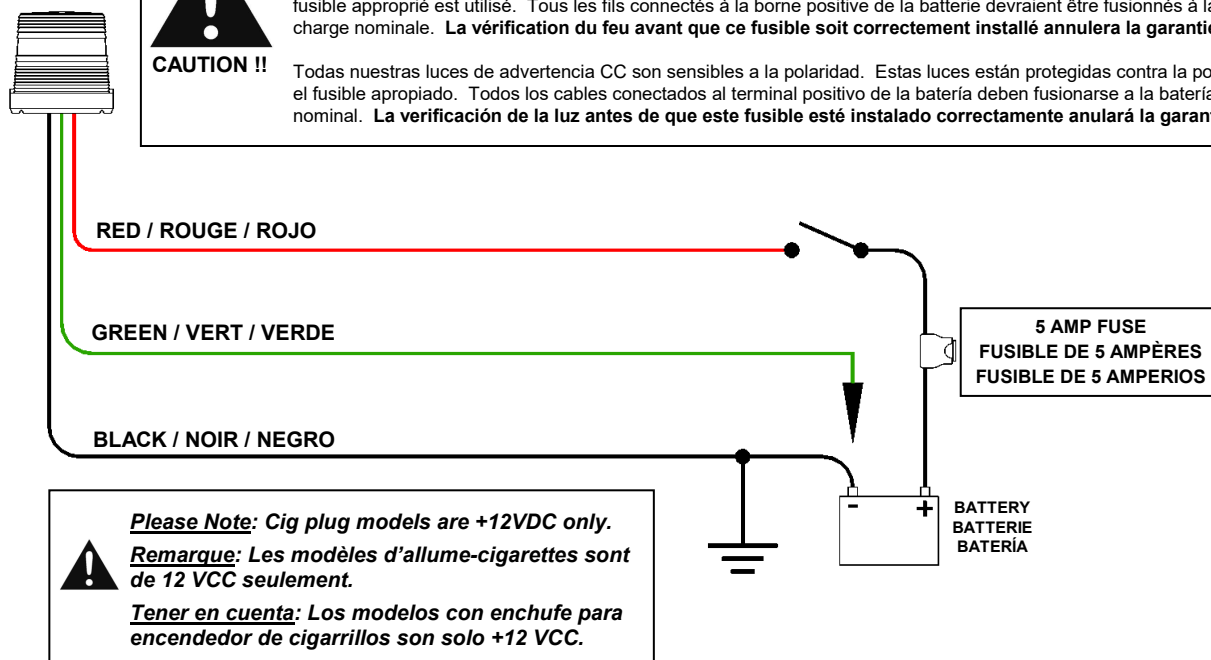 fusible approprié est utilisé. Tous les fils connectés à la borne positive de la batterie devraient être fusionnés à la
charge nominale. La vérification du feu avant que ce fusible soit correctement installé annulera la garantie
CAUTION !!
Todas nuestras luces de advertencia CC son sensibles a la polaridad. Estas luces están protegidas contra la po
el fusible apropiado. Todos los cables conectados al terminal positivo de la batería deben fusionarse a la batería
nominal. La verificación de la luz antes de que este fusible esté instalado correctamente anulará la garant
RED / ROUGE / ROJO
GREEN / VERT / VERDE
5 AMP FUSE
FUSIBLE DE 5 AMPÈRES
FUSIBLE DE 5 AMPERIOS
BLACK / NOIR / NEGRO
- +
BATTERY
BATTERIE
BATERÍA
Please Note: Cig plug models are +12VDC only.
Remarque: Les modèles d'allume-cigarettes sont
de 12 VCC seulement.
Tener en cuenta: Los modelos con enchufe para
encendedor de cigarrillos son solo +12 VCC.